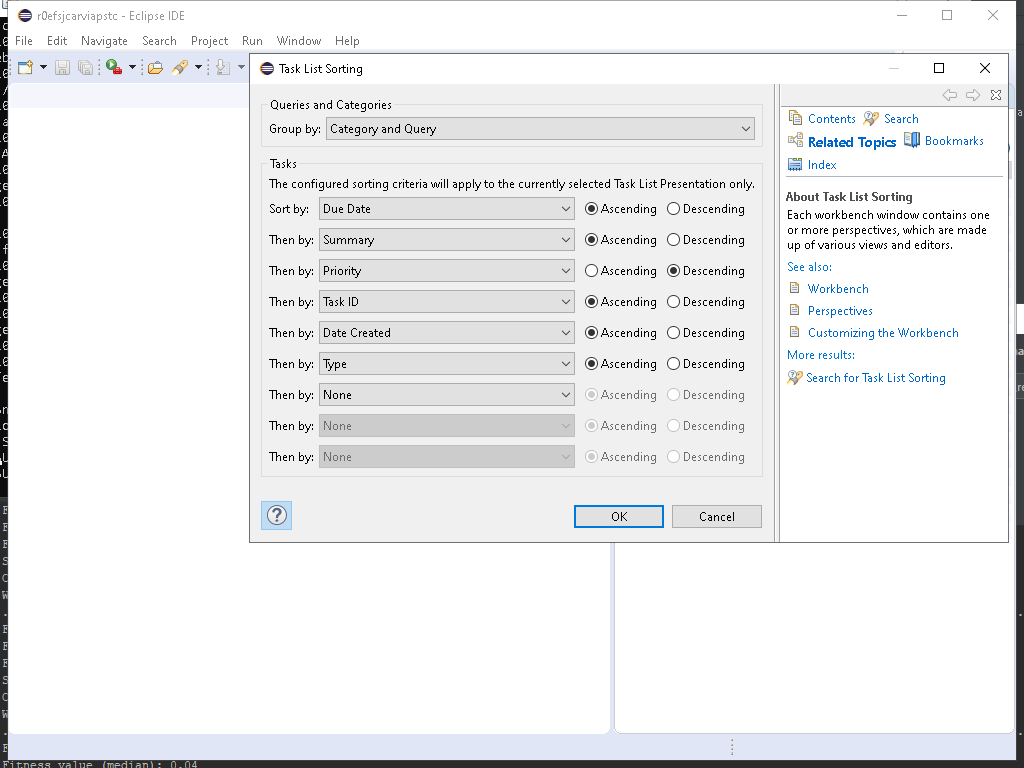 r0efsjcarviapstc - Eclipse IDE
File Edit Navigate Search Project Run Window Help
Task List Sorting
Queries and Categories
Group by: Category and Query
Tasks
The configured sorting criteria will apply to the currently selected Task List Presentation only.
Sort by: Due Date Ascending Descending
Then by: Summary Ascending Descending
Then by: Priority Ascending Descending
Then by: Task ID Ascending Descending
Then by: Date Created Ascending Descending
Then by: Type Ascending Descending
Then by: None Ascending Descending
Then by: None Ascending Descending
Then by: None Ascending Descending
OK Cancel
Contents Search
Related Topics Bookmarks
Index
About Task List Sorting
Each workbench window contains one
or more perspectives, which are made
up of various views and editors.
See also:
Workbench
Perspectives
Customizing the Workbench
More results:
Search for Task List Sorting
Fitness value (median): 0.04